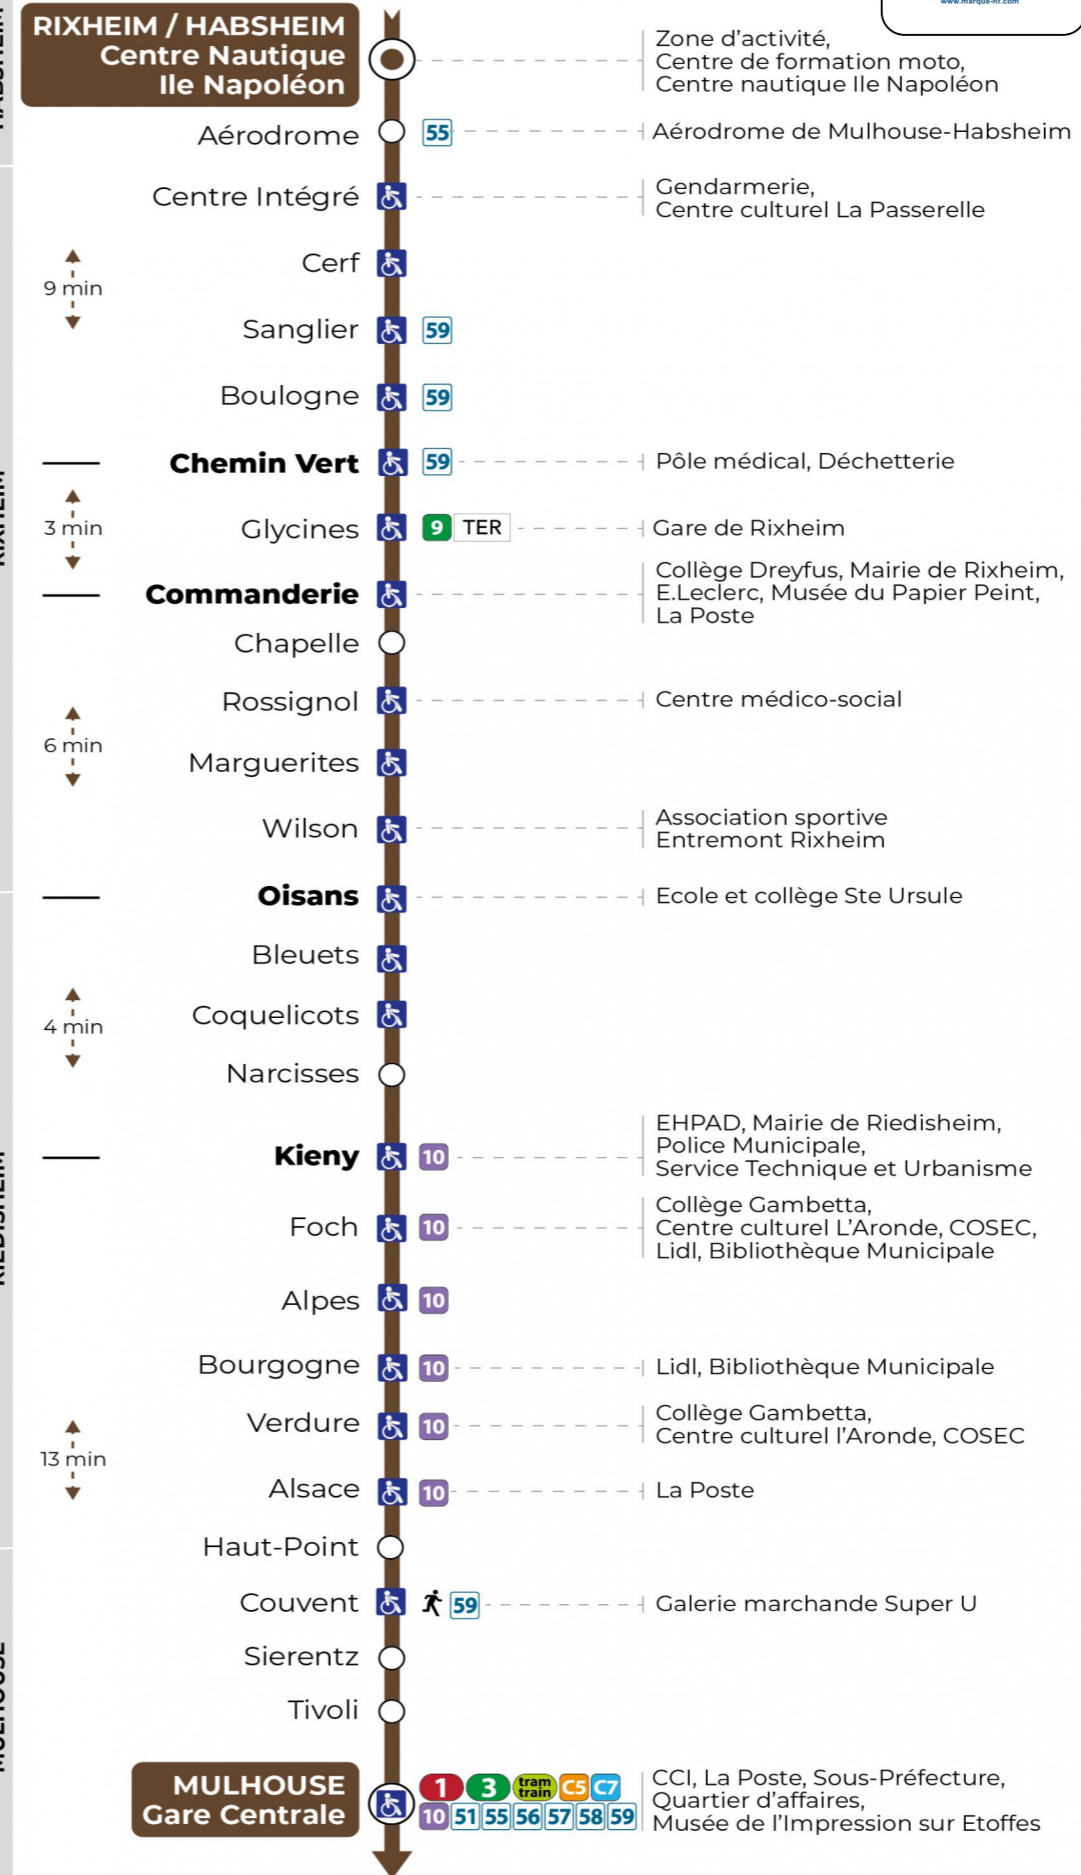 www.marque-nf.com
RIXHEIM / HABSHEIM
Centre Nautique
Ile Napoléon
Zone d’activité,
Centre de formation moto,
Centre nautique Ile Napoléon
Aérodrome 55 Aérodrome de Mulhouse-Habsheim
Centre Intégré
Gendarmerie,
Centre culturel La Passerelle
Cerf
9 min
Sanglier 59
Boulogne 59
Chemin Vert 59 Pôle médical, Déchetterie
3 min
Glycines 9 TER Gare de Rixheim
Commanderie
Collège Dreyfus, Mairie de Rixheim,
E.Leclerc, Musée du Papier Peint,
La Poste
Chapelle
Rossignol Centre médico-social
6 min
Marguerites
Wilson
Association sportive
Entremont Rixheim
Oisans Ecole et collège Ste Ursule
Bleuets
4 min
Coquelicots
Narcisses
Kieny 10
EHPAD, Mairie de Riedisheim,
Police Municipale,
Service Technique et Urbanisme
Foch 10
Collège Gambetta,
Centre culturel L’Aronde, COSEC,
Lidl, Bibliothèque Municipale
Alpes 10
Bourgogne 10 Lidl, Bibliothèque Municipale
Verdure 10
Collège Gambetta,
Centre culturel l’Aronde, COSEC
13 min
Alsace 10 La Poste
Haut-Point
Couvent 59 Galerie marchande Super U
Sierentz
Tivoli
MULHOUSE
Gare Centrale
1 3 tram train C5 C7
10 51 55 56 57 58 59
CCI, La Poste, Sous-Préfecture,
Quartier d’affaires,
Musée de l’Impression sur Etoffes